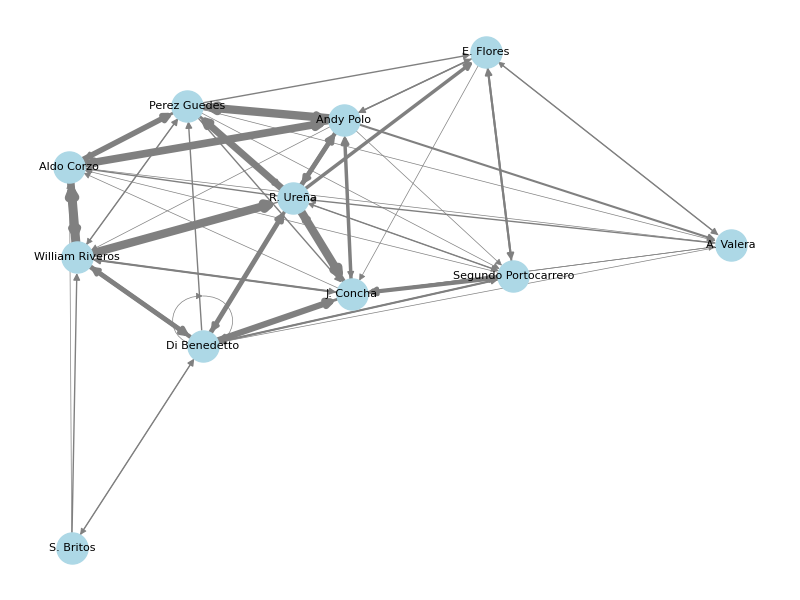 E. Flores
Perez Guedes
Andy Polo
Aldo Corzo
R. Ureña
A. Valera
William Riveros
Segundo Portocarrero
J. Concha
Di Benedetto
S. Britos